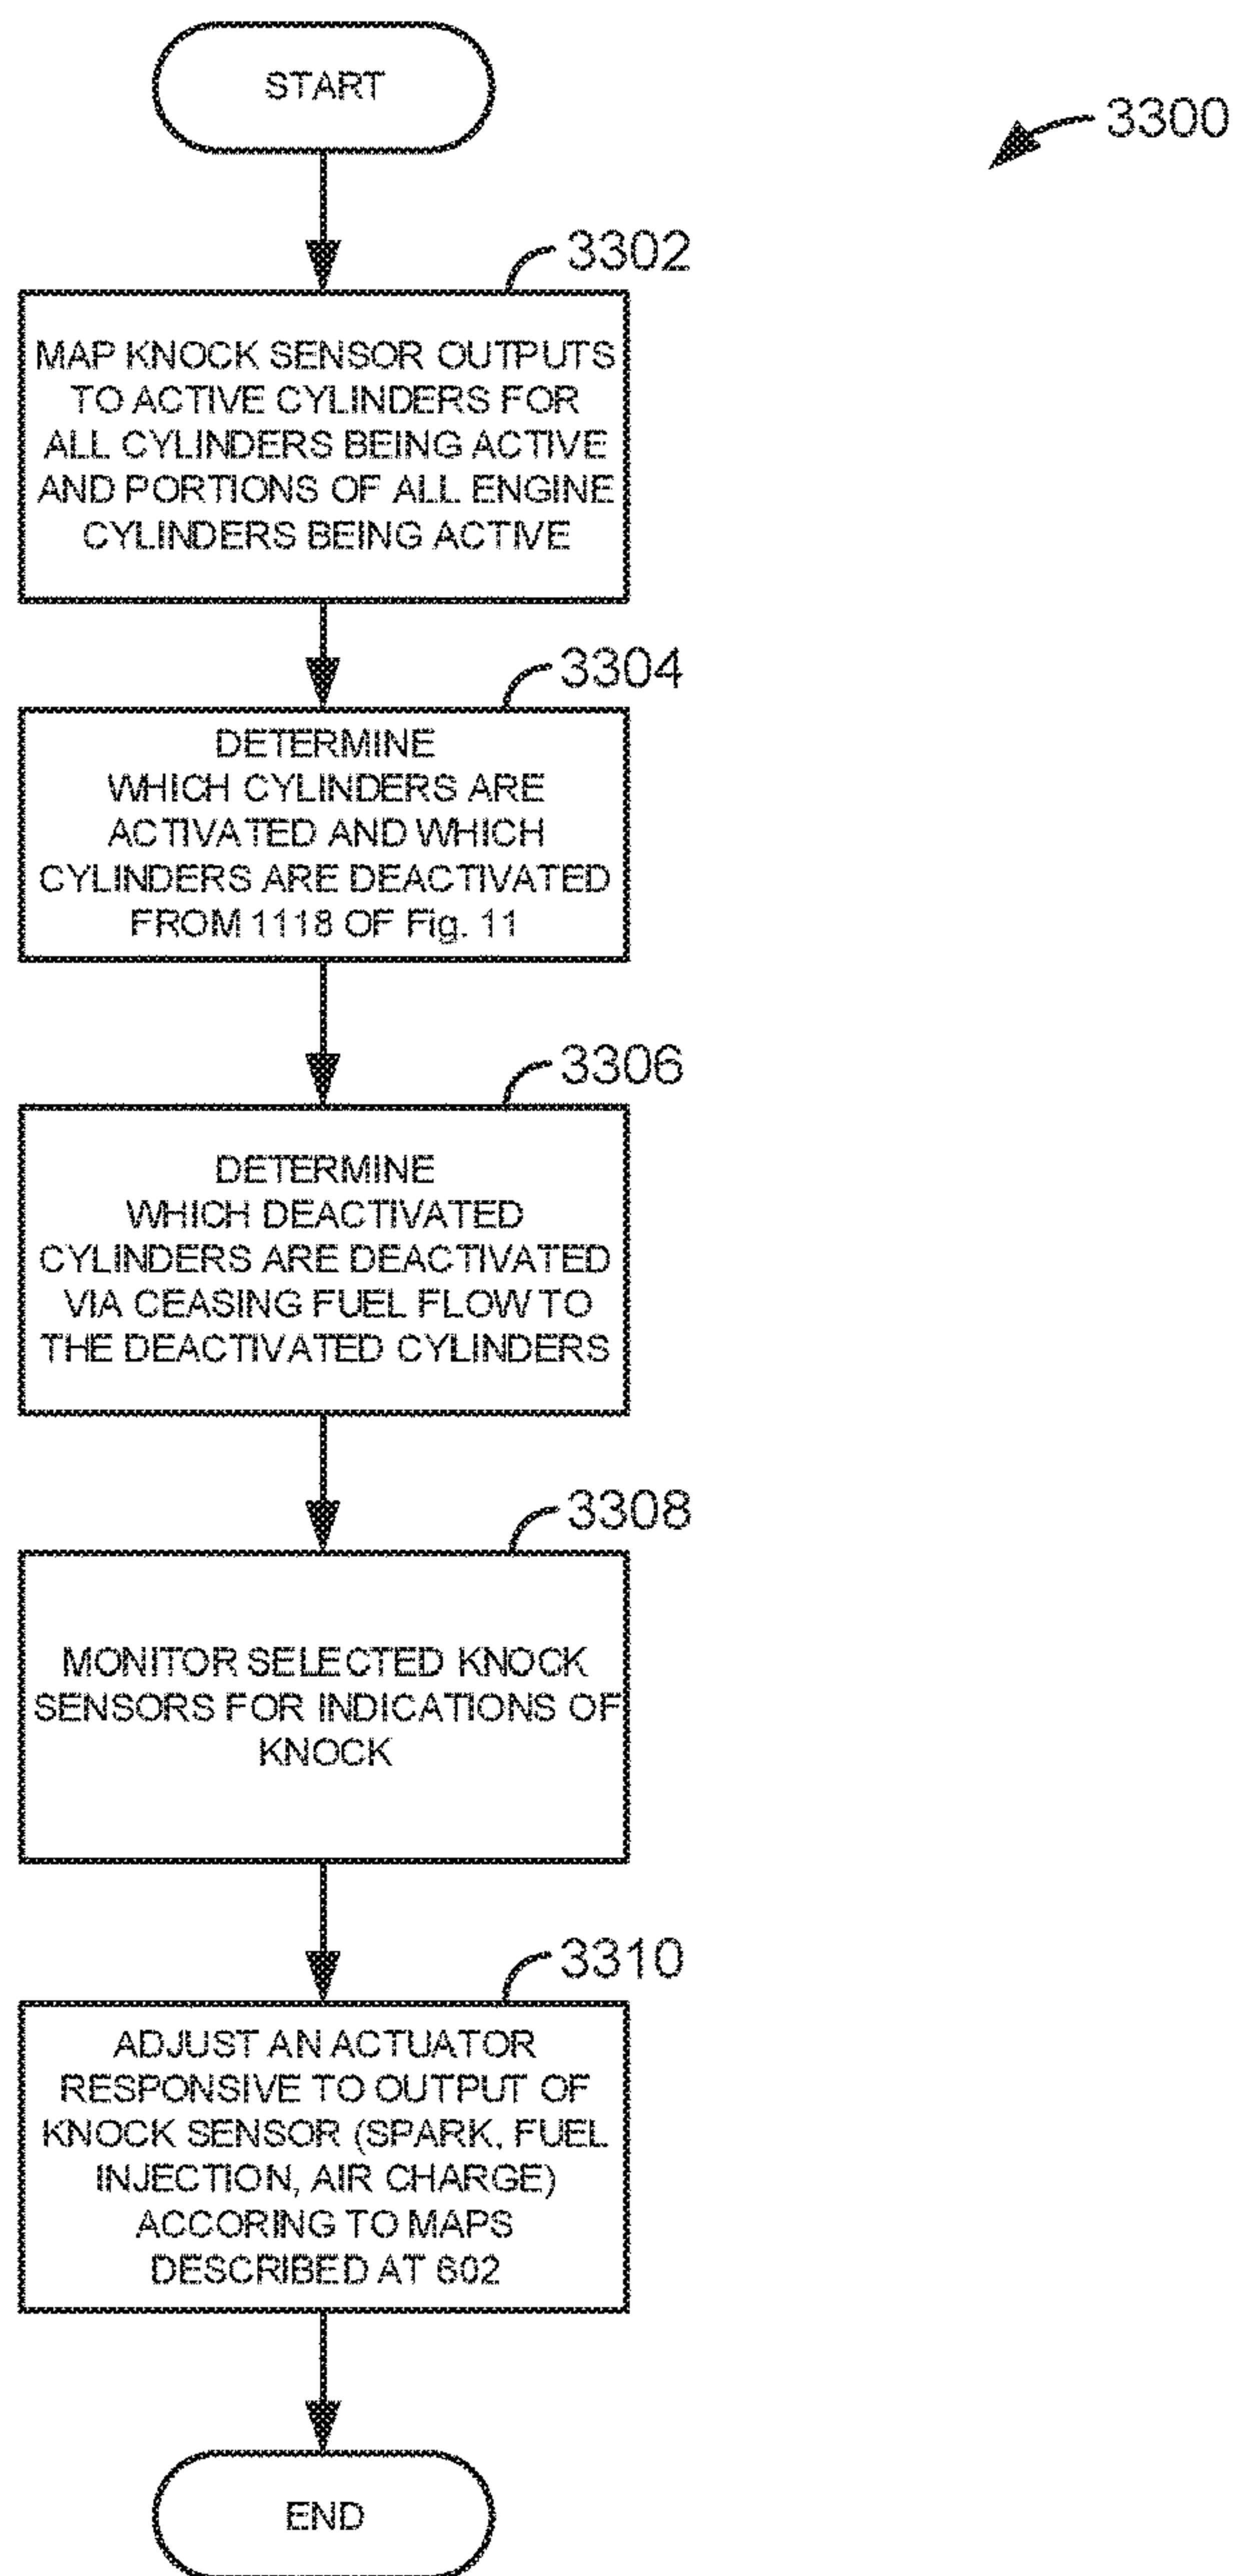 START
3300
3302
MAP KNOCK SENSOR OUTPUTS
TO ACTIVE CYLINDERS FOR
ALL CYLINDERS BEING ACTIVE
AND PORTIONS OF ALL ENGINE
CYLINDERS BEING ACTIVE
3304
DETERMINE
WHICH CYLINDERS ARE
ACTIVATED AND WHICH
CYLINDERS ARE DEACTIVATED
FROM 1118 OF Fig. 11
3306
DETERMINE
WHICH DEACTIVATED
CYLINDERS ARE DEACTIVATED
VIA CEASING FUEL FLOW TO
THE DEACTIVATED CYLINDERS
3308
MONITOR SELECTED KNOCK
SENSORS FOR INDICATIONS OF
KNOCK
3310
ADJUST AN ACTUATOR
RESPONSIVE TO OUTPUT OF
KNOCK SENSOR (SPARK, FUEL
INJECTION, AIR CHARGE)
ACCORING TO MAPS
DESCRIBED AT 602
END